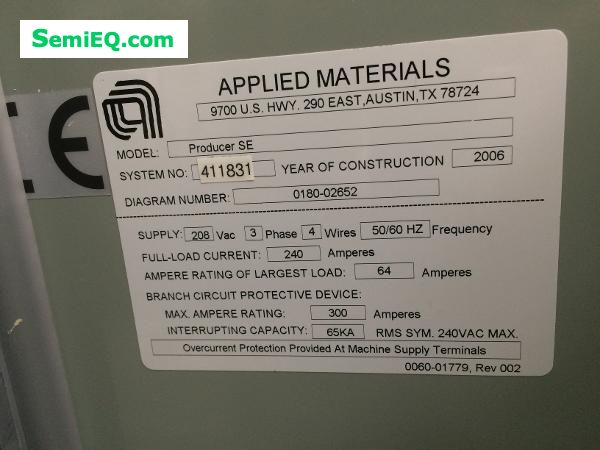 SemiEQ.com
CE
APPLIED MATERIALS
9700 U.S. HWY. 290 EAST,AUSTIN,TX 78724
MODEL: Producer SE
SYSTEM NO: 411831 YEAR OF CONSTRUCTION 2006
DIAGRAM NUMBER: 0180-02652
SUPPLY: 208 Vac 3 Phase 4 Wires 50/60 HZ Frequency
FULL-LOAD CURRENT: 240 Amperes
AMPERE RATING OF LARGEST LOAD: 64 Amperes
BRANCH CIRCUIT PROTECTIVE DEVICE:
MAX. AMPERE RATING: 300 Amperes
INTERRUPTING CAPACITY: 65KA RMS SYM. 240VAC MAX.
Overcurrent Protection Provided At Machine Supply Terminals
0060-01779, Rev 002